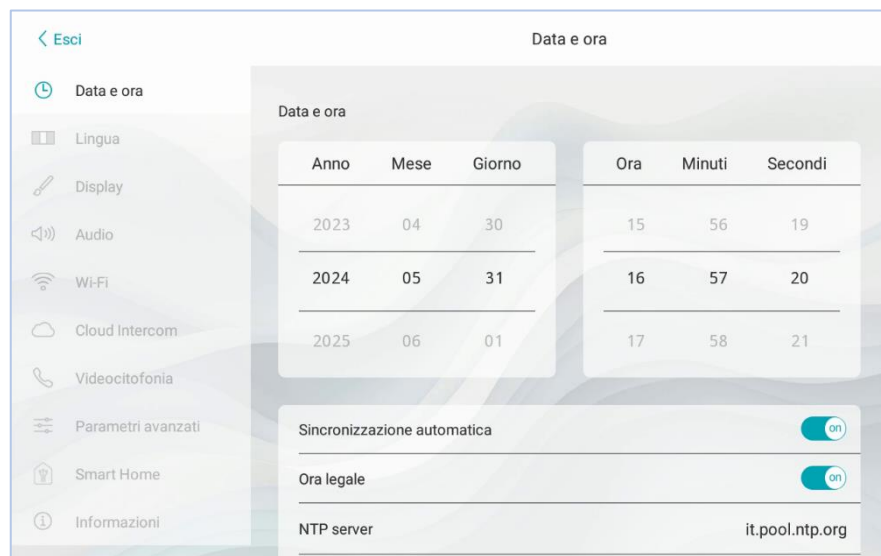 Esci
Data e ora
Data e ora
Lingua
Display
Audio
Wi-Fi
Cloud Intercom
Videocitofonia
Parametri avanzati
Smart Home
Informazioni
Data e ora
Anno Mese Giorno
2023 04 30
2024 05 31
2025 06 01
Ora Minuti Secondi
15 56 19
16 57 20
17 58 21
Sincronizzazione automatica on
Ora legale on
NTP server it.pool.ntp.org